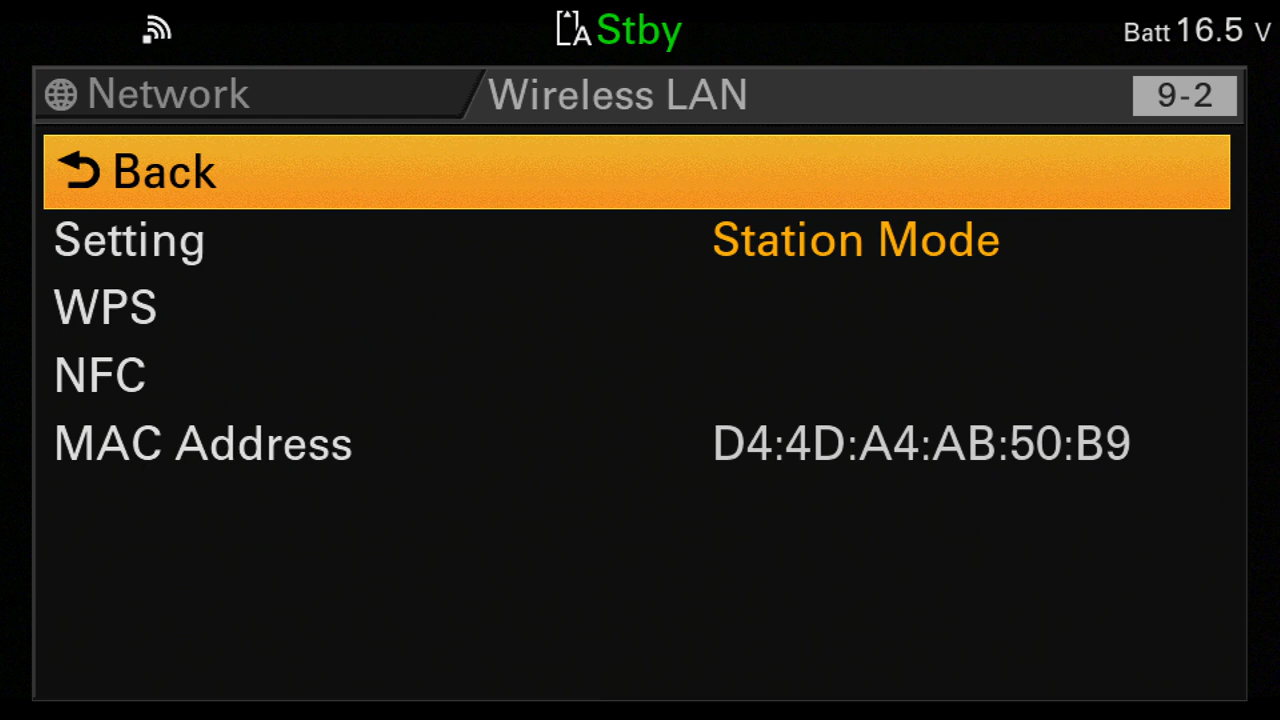 A Stby Batt 16.5 V
Network Wireless LAN 9-2
Back
Setting Station Mode
WPS
NFC
MAC Address D4:4D:A4:AB:50:B9